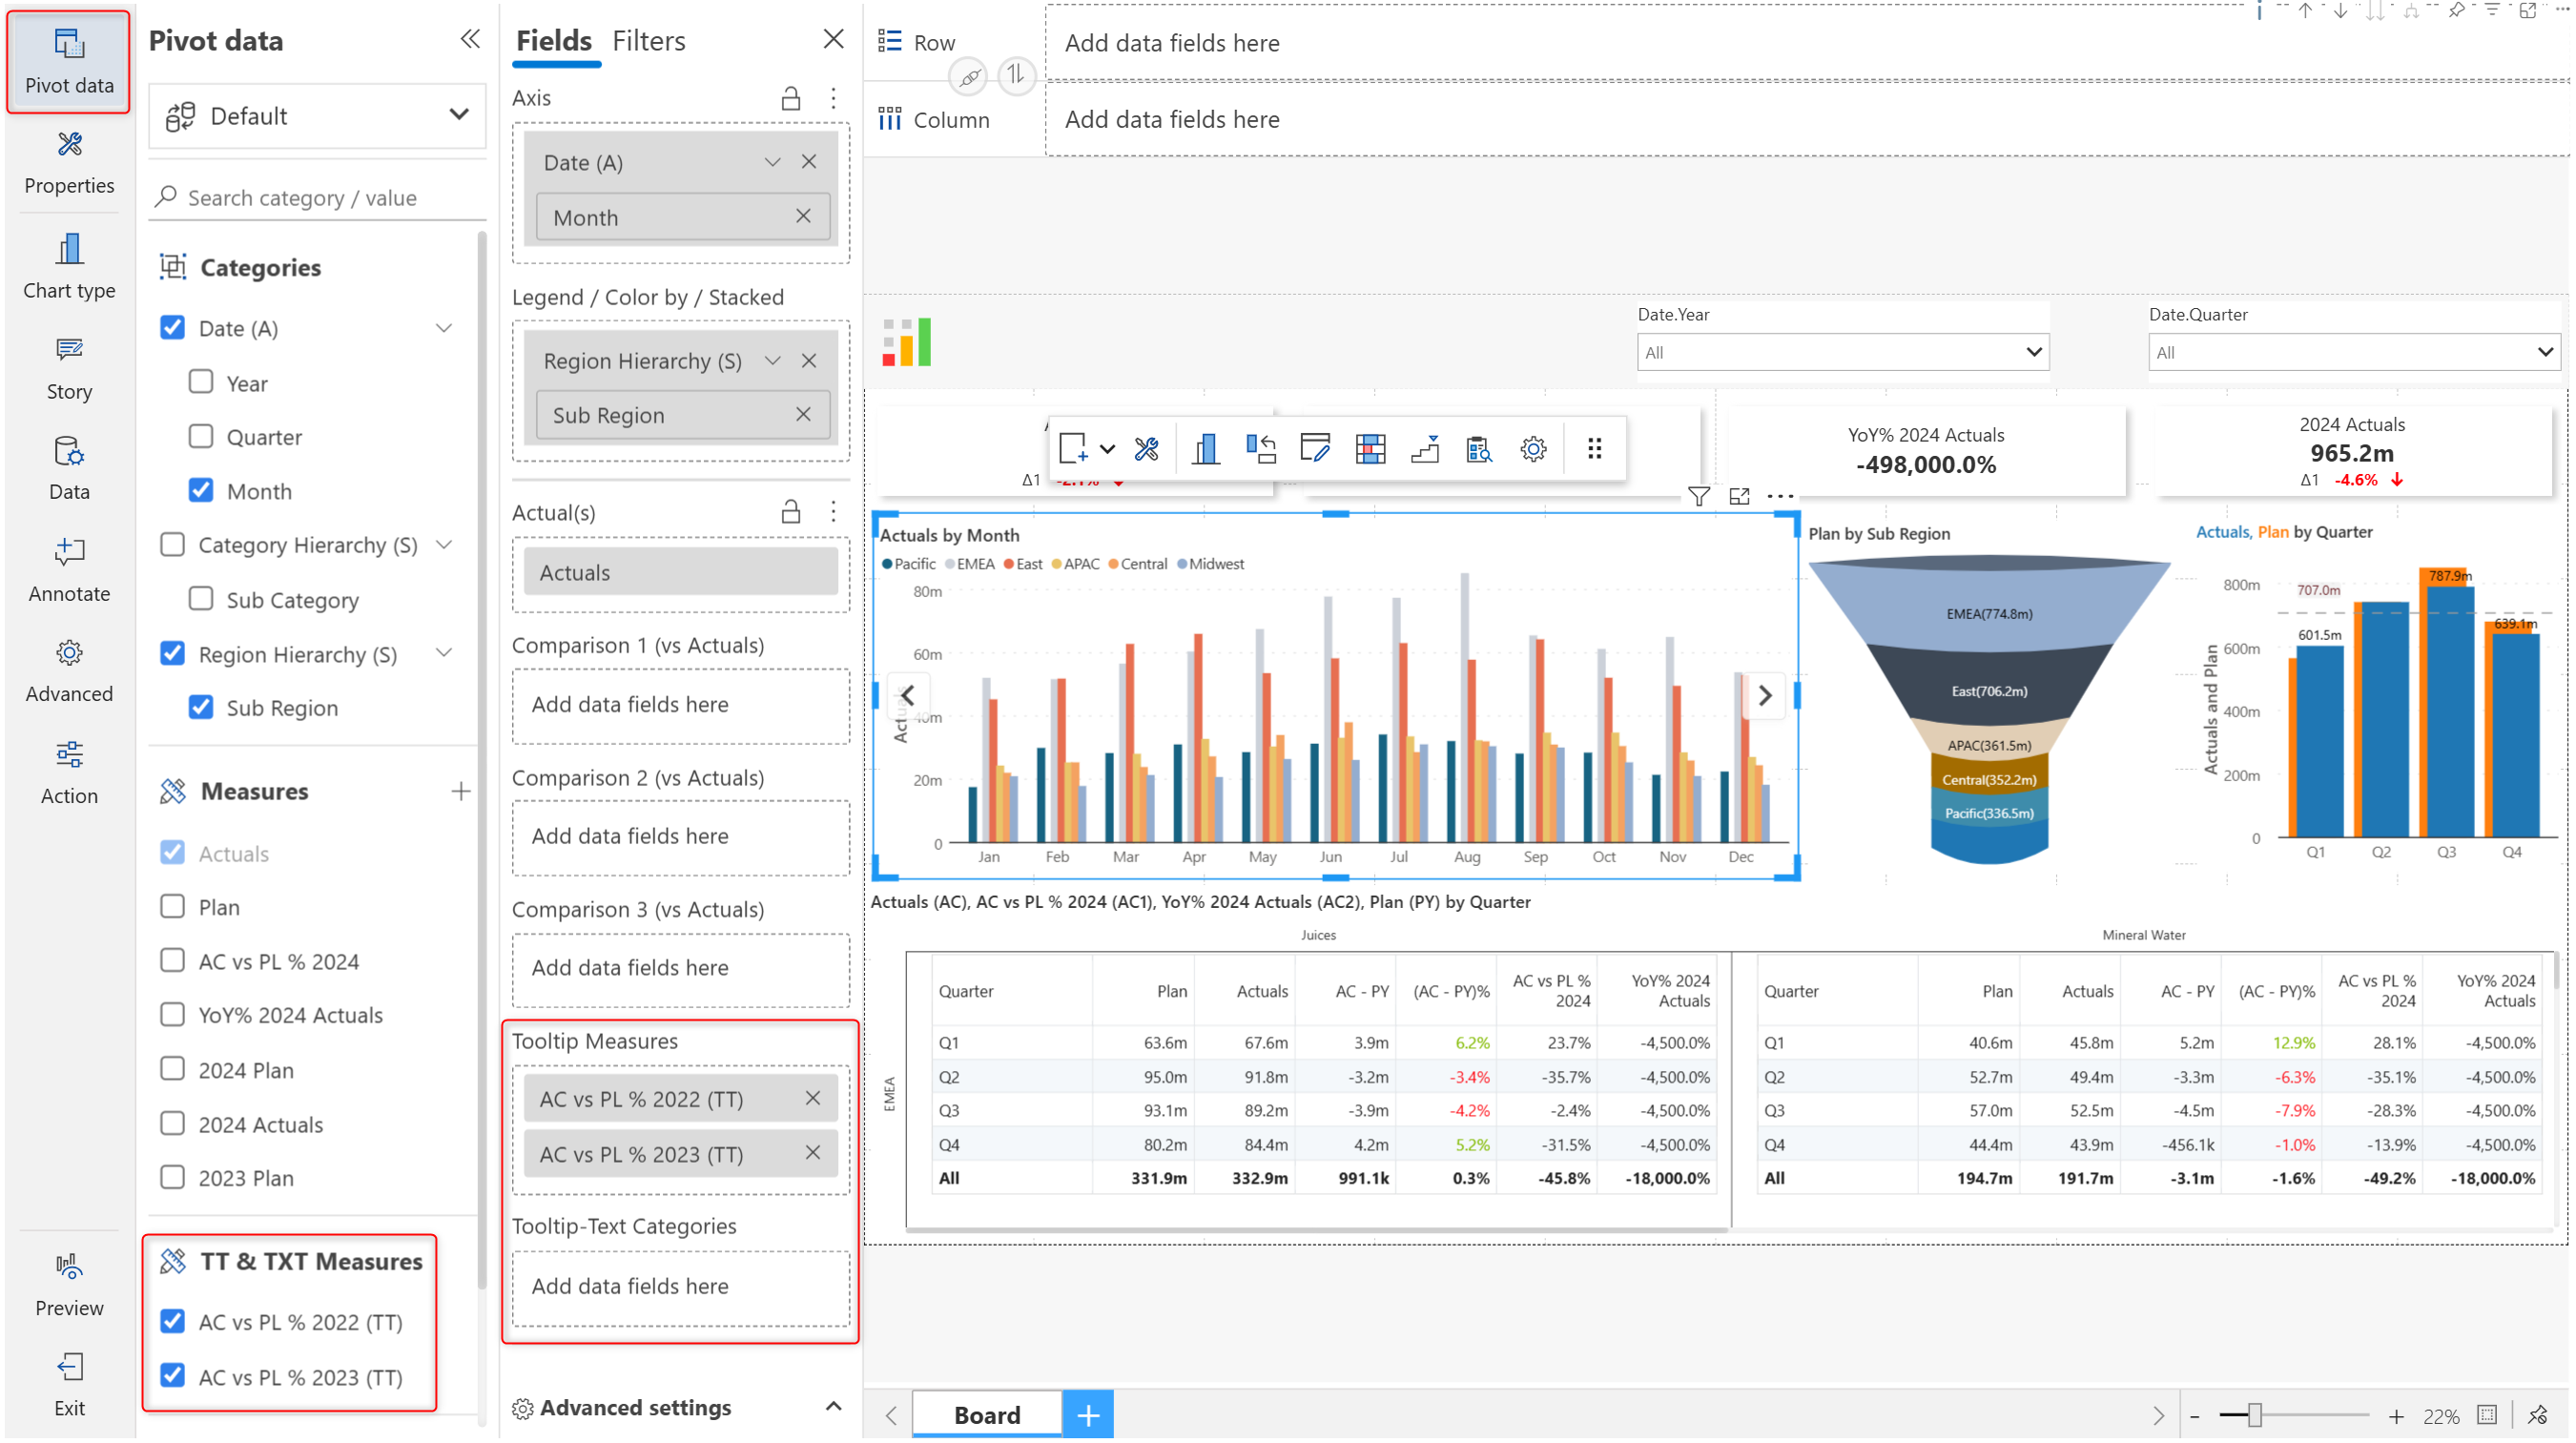 Pivot data
Properties
Chart type
Story
Data
Annotate
Advanced
Action
Preview
Exit
Pivot data
Default
Search category / value
Categories
Date (A)
Year
Quarter
Month
Category Hierarchy (S)
Sub Category
Region Hierarchy (S)
Sub Region
Measures
Actuals
Plan
AC vs PL % 2024
YoY% 2024 Actuals
2024 Plan
2024 Actuals
2023 Plan
TT & TXT Measures
AC vs PL % 2022 (TT)
AC vs PL % 2023 (TT)
Fields Filters
Axis
Date (A)
Month
Legend / Color by / Stacked
Region Hierarchy (S)
Sub Region
Actual(s)
Actuals
Comparison 1 (vs Actuals)
Add data fields here
Comparison 2 (vs Actuals)
Add data fields here
Comparison 3 (vs Actuals)
Add data fields here
Tooltip Measures
AC vs PL % 2022 (TT)
AC vs PL % 2023 (TT)
Tooltip-Text Categories
Add data fields here
Advanced settings
Row Add data fields here
Column Add data fields here
Date.Year
All
Date.Quarter
All
Δ1 -2.1%
YoY% 2024 Actuals
-498,000.0%
2024 Actuals
965.2m
Δ1 -4.6%
Actuals by Month
Pacific EMEA East APAC Central Midwest
80m
60m
40m
20m
0
Jan Feb Mar Apr May Jun Jul Aug Sep Oct Nov Dec
Plan by Sub Region
EMEA(774.8m)
East(706.2m)
APAC(361.5m)
Central(352.2m)
Pacific(336.5m)
Actuals, Plan by Quarter
Actuals and Plan
800m
600m
400m
200m
0
707.0m
601.5m
787.9m
639.1m
Q1 Q2 Q3 Q4
Actuals (AC), AC vs PL % 2024 (AC1), YoY% 2024 Actuals (AC2), Plan (PY) by Quarter
EMEA
Juices
Quarter Plan Actuals AC - PY (AC - PY)% AC vs PL % 2024 YoY% 2024 Actuals
Q1 63.6m 67.6m 3.9m 6.2% 23.7% -4,500.0%
Q2 95.0m 91.8m -3.2m -3.4% -35.7% -4,500.0%
Q3 93.1m 89.2m -3.9m -4.2% -2.4% -4,500.0%
Q4 80.2m 84.4m 4.2m 5.2% -31.5% -4,500.0%
All 331.9m 332.9m 991.1k 0.3% -45.8% -18,000.0%
Mineral Water
Quarter Plan Actuals AC - PY (AC - PY)% AC vs PL % 2024 YoY% 2024 Actuals
Q1 40.6m 45.8m 5.2m 12.9% 28.1% -4,500.0%
Q2 52.7m 49.4m -3.3m -6.3% -35.1% -4,500.0%
Q3 57.0m 52.5m -4.5m -7.9% -28.3% -4,500.0%
Q4 44.4m 43.9m -456.1k -1.0% -13.9% -4,500.0%
All 194.7m 191.7m -3.1m -1.6% -49.2% -18,000.0%
Board
22%